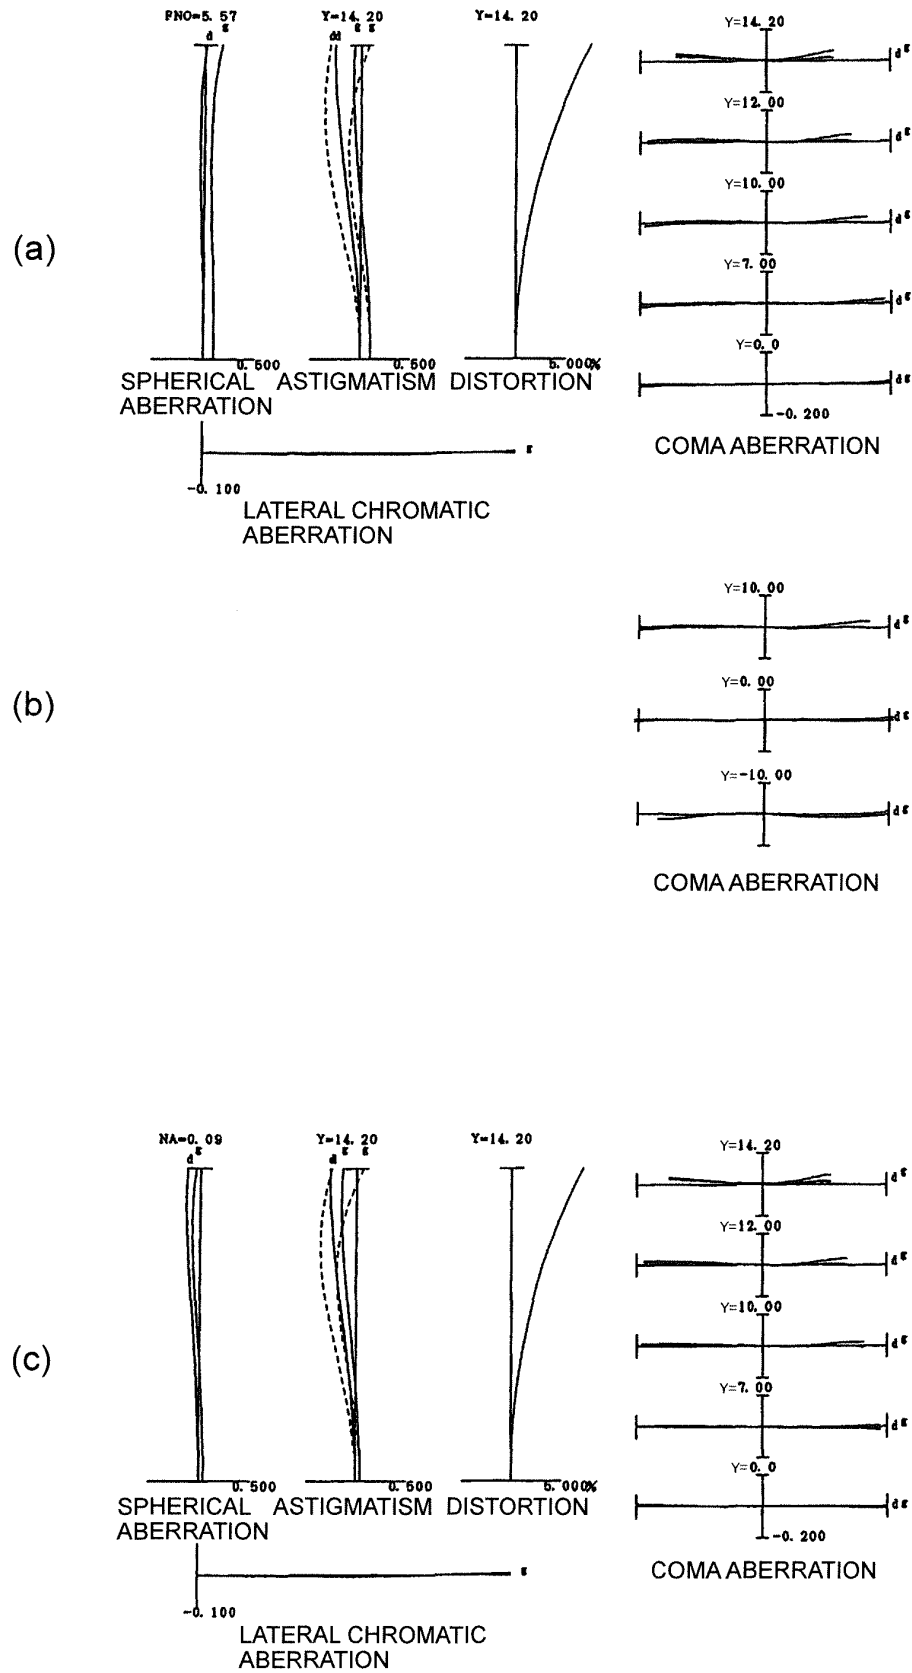 (a)
FNO=5.57
d g
Y=14.20
dd g g
Y=14.20
0.500
0.500
5.000%
SPHERICAL ABERRATION
ASTIGMATISM
DISTORTION
g
-0.100
LATERAL CHROMATIC
ABERRATION
Y=14.20
d g
Y=12.00
d g
Y=10.00
d g
Y=7.00
d g
Y=0.0
d g
-0.200
COMA ABERRATION
(b)
Y=10.00
d g
Y=0.00
d g
Y=-10.00
d g
COMA ABERRATION
(c)
NA=0.09
d g
Y=14.20
d g g
Y=14.20
0.500
0.500
5.000%
SPHERICAL ABERRATION
ASTIGMATISM
DISTORTION
g
-0.100
LATERAL CHROMATIC
ABERRATION
Y=14.20
d g
Y=12.00
d g
Y=10.00
d g
Y=7.00
d g
Y=0.0
d g
-0.200
COMA ABERRATION